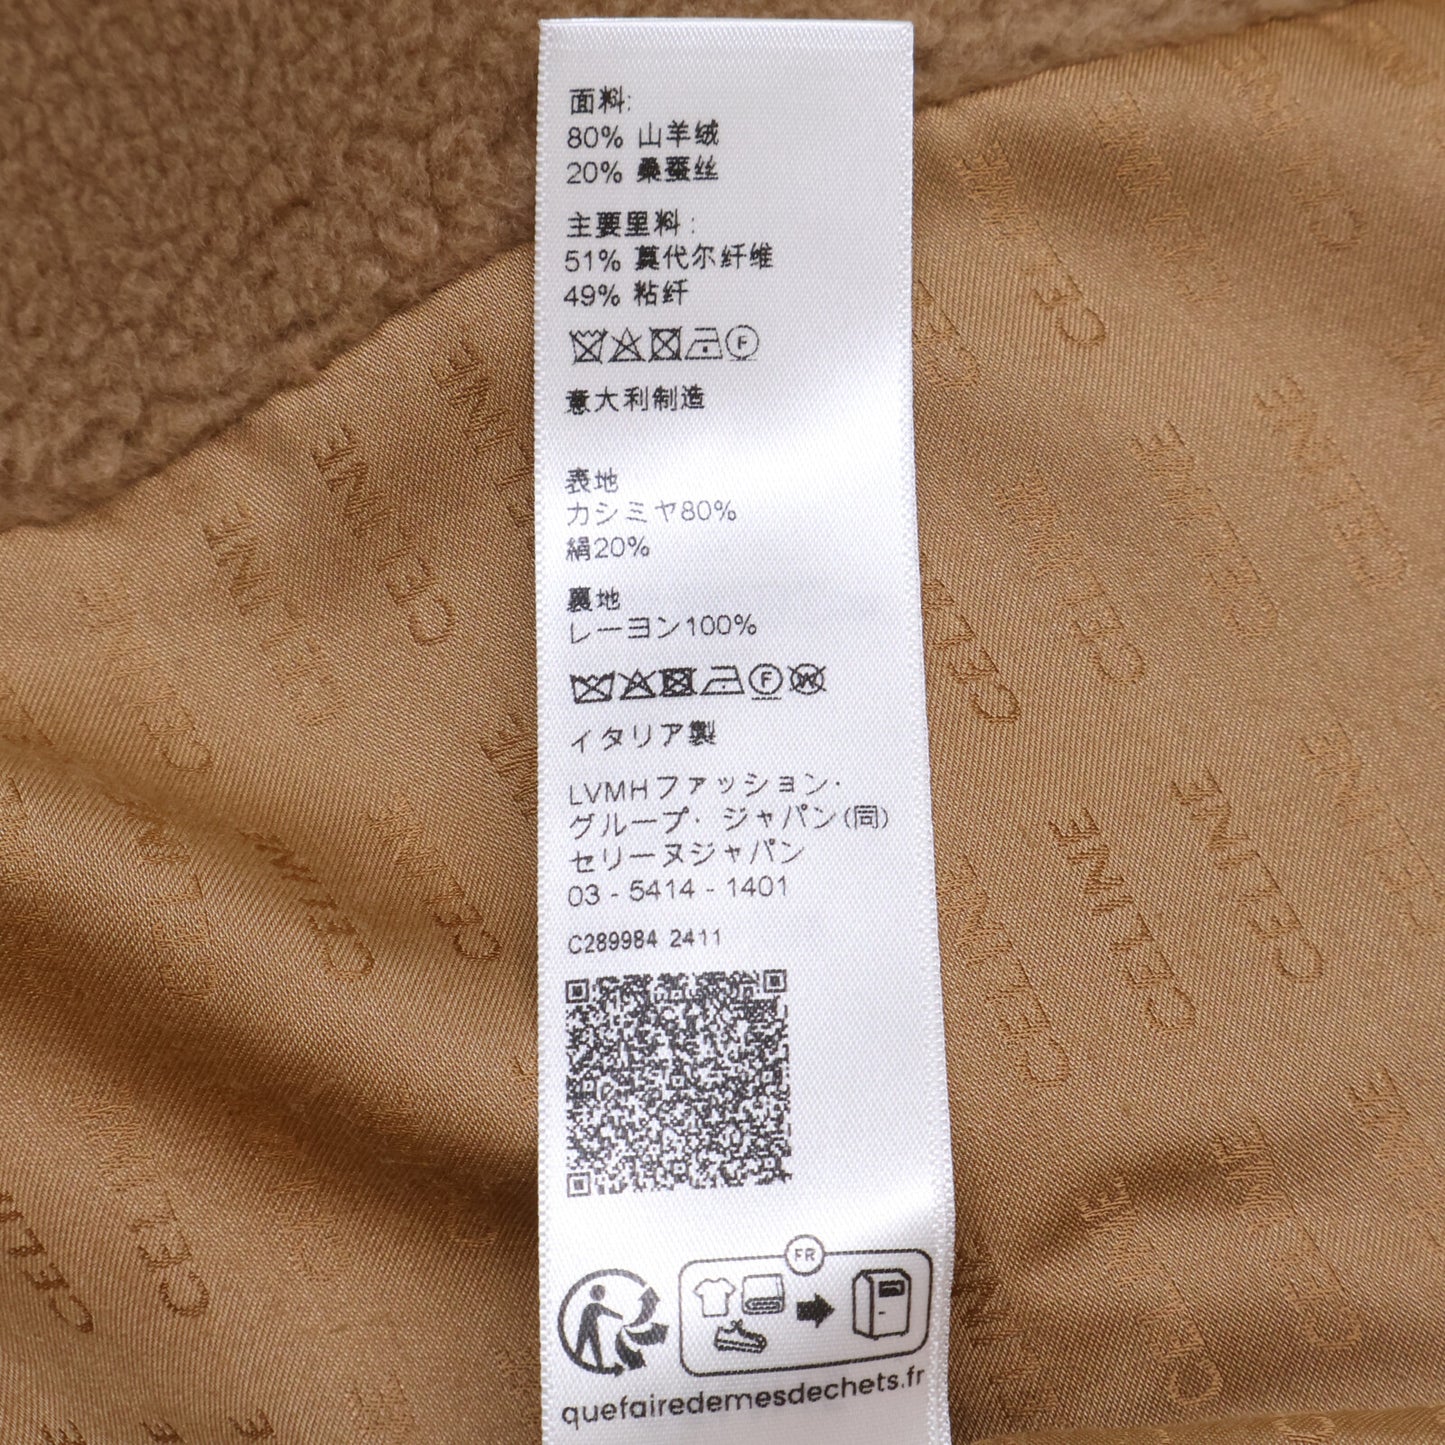 面料:
80% 山羊绒
20% 桑蚕丝
主要里料:
51% 莫代尔纤维
49% 粘纤
F
意大利制造
表地
カシミヤ80%
絹20%
裏地
レーヨン100%
F W
イタリア製
LVMHファッション·
グループ· ジャパン(同)
セリーヌジャパン
03 - 5414 - 1401
C289984 2411
FR
quefairedemesdechets.fr
CELINE